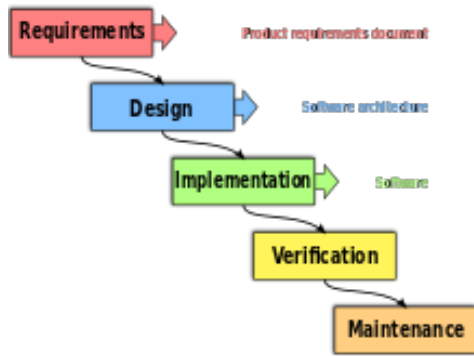 Requirements
Product requirements document
Design
Software architecture
Implementation
Software
Verification
Maintenance